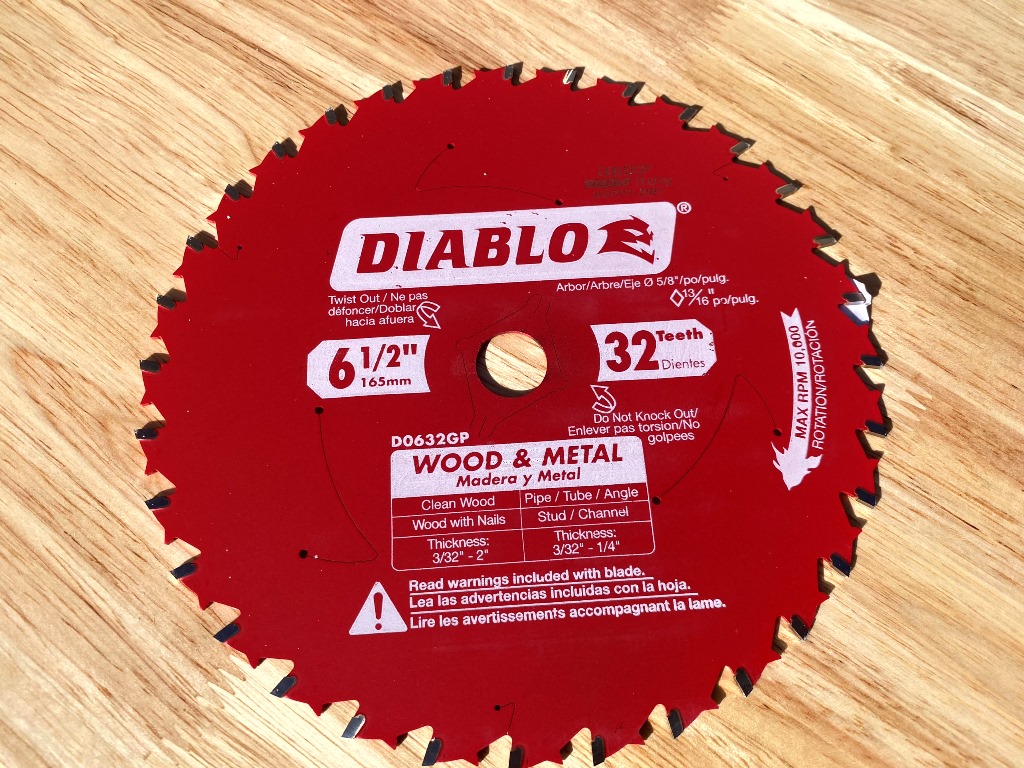 DIABLO®
Arbor/Arbre/Eje Ø 5/8"/po/pulg.
◊13/16" po/pulg.
Twist Out / Ne pas
défoncer/Doblar
hacia afuera
6 1/2"
165mm
32 Teeth
Dientes
MAX RPM 10,600
ROTATION/ROTACIÓN
Do Not Knock Out/
Enlever pas torsion/No
golpees
D0632GP
WOOD & METAL
Madera y Metal
Clean Wood
Pipe / Tube / Angle
Wood with Nails
Stud / Channel
Thickness:
3/32" - 2"
Thickness:
3/32" - 1/4"
Read warnings included with blade.
Lea las advertencias incluidas con la hoja.
Lire les avertissements accompagnant la lame.